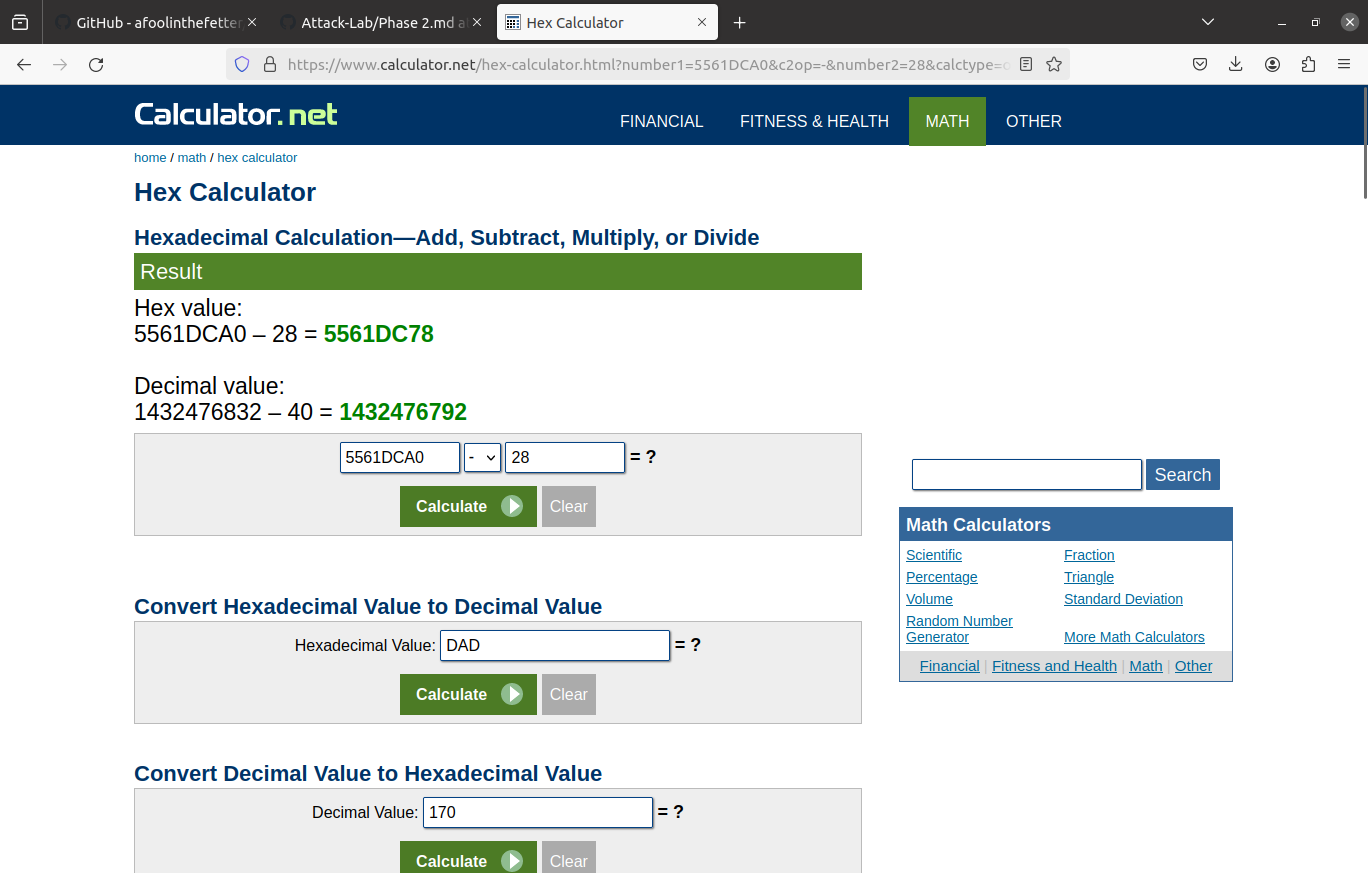 GitHub - afoolinthefetter
Attack-Lab/Phase 2.md a
Hex Calculator
https://www.calculator.net/hex-calculator.html?number1=5561DCA0&c2op=-&number2=28&calctype=o
Calculator.net
FINANCIAL FITNESS & HEALTH MATH OTHER
home / math / hex calculator
Hex Calculator
Hexadecimal Calculation—Add, Subtract, Multiply, or Divide
Result
Hex value:
5561DCA0 – 28 = 5561DC78
Decimal value:
1432476832 – 40 = 1432476792
5561DCA0 - 28 = ?
Calculate Clear
Convert Hexadecimal Value to Decimal Value
Hexadecimal Value: DAD = ?
Calculate Clear
Convert Decimal Value to Hexadecimal Value
Decimal Value: 170 = ?
Calculate Clear
Search
Math Calculators
Scientific Fraction
Percentage Triangle
Volume Standard Deviation
Random Number
Generator More Math Calculators
Financial | Fitness and Health | Math | Other